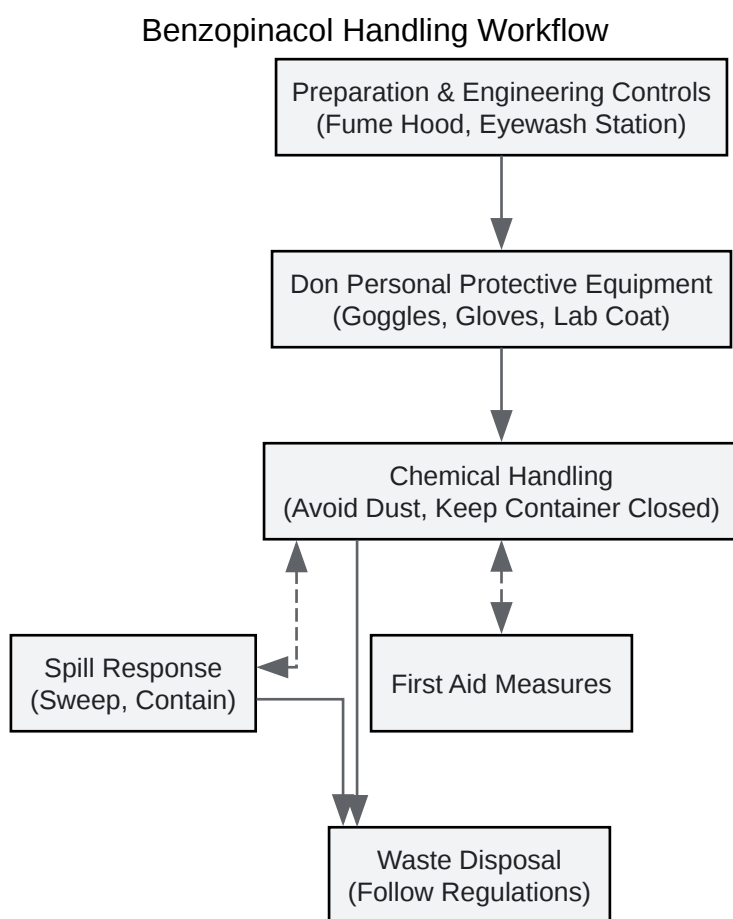 Benzopinacol Handling Workflow
Preparation & Engineering Controls
(Fume Hood, Eyewash Station)
Don Personal Protective Equipment
(Goggles, Gloves, Lab Coat)
Chemical Handling
(Avoid Dust, Keep Container Closed)
Spill Response
(Sweep, Contain)
First Aid Measures
Waste Disposal
(Follow Regulations)